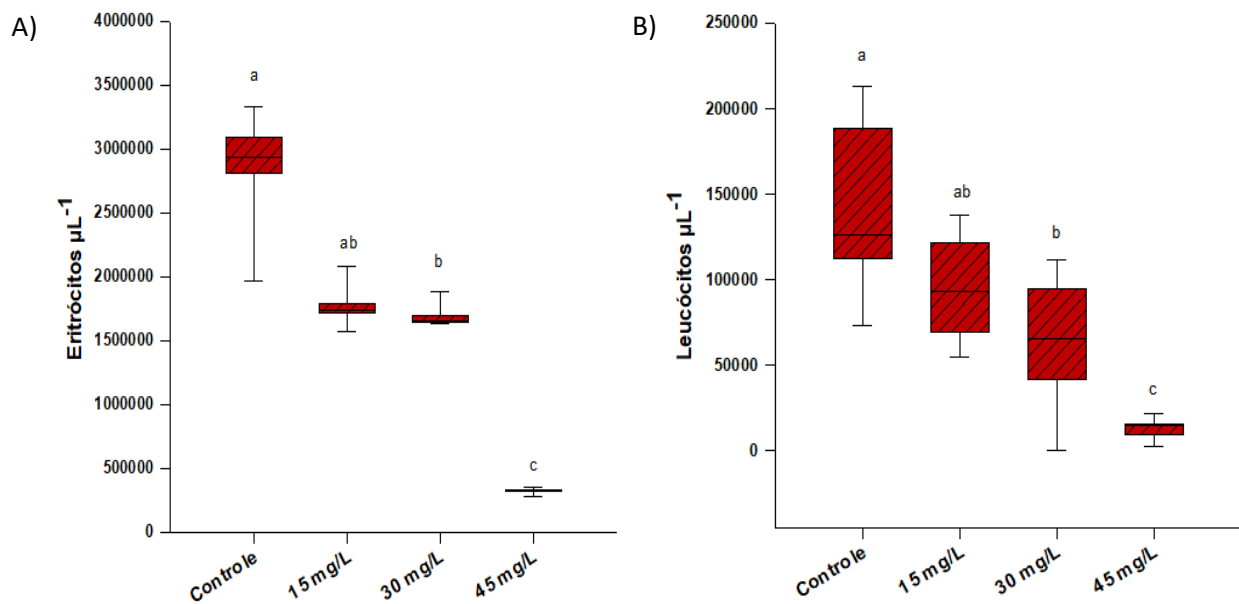 A)
4000000
3500000
3000000
2500000
2000000
1500000
1000000
500000
0
Eritrócitos µL⁻¹
a
ab
b
c
Controle
15 mg/L
30 mg/L
45 mg/L
B)
250000
200000
150000
100000
50000
0
Leucócitos µL⁻¹
a
ab
b
c
Controle
15 mg/L
30 mg/L
45 mg/L